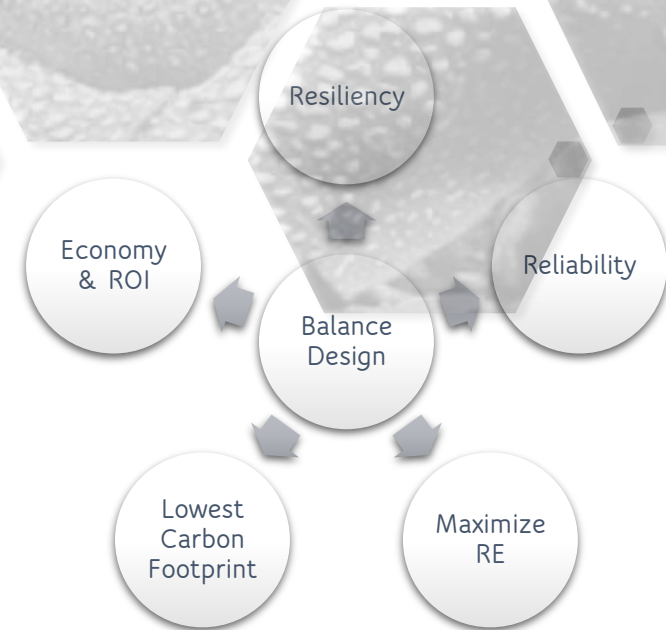 Resiliency
Economy
& ROI
Reliability
Balance
Design
Lowest
Carbon
Footprint
Maximize
RE